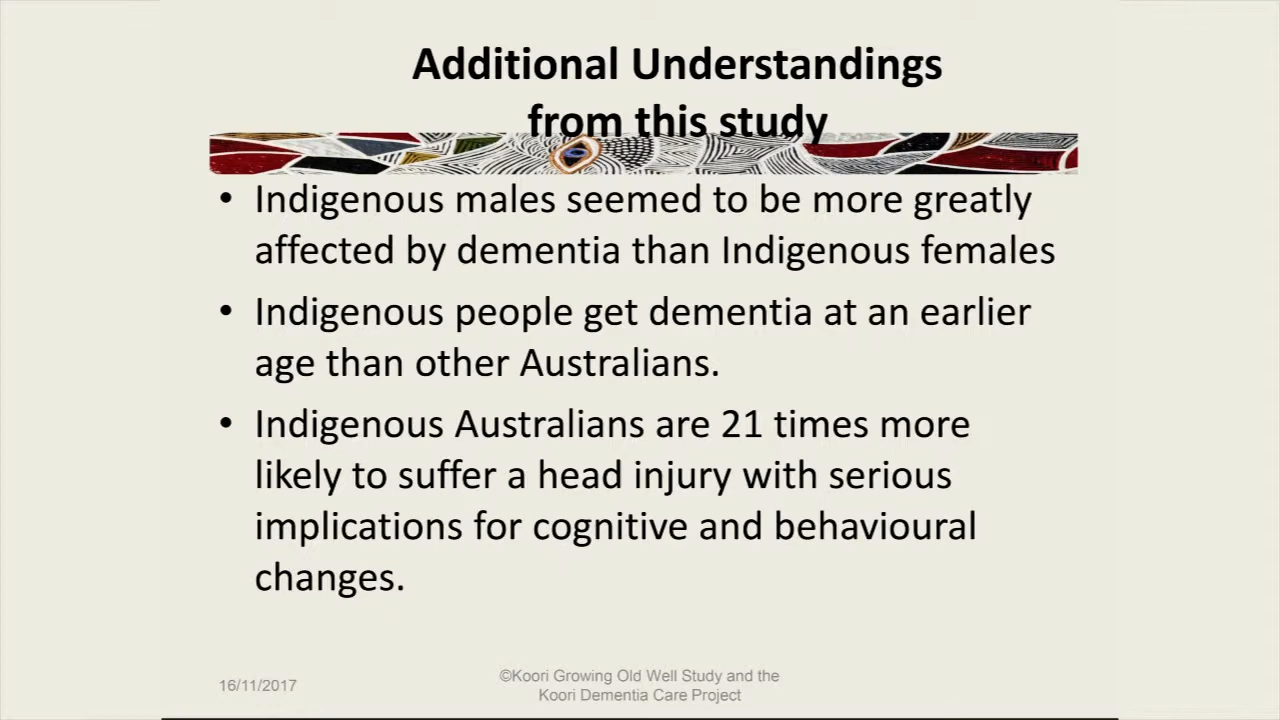 Additional Understandings
from this study
• Indigenous males seemed to be more greatly
affected by dementia than Indigenous females
• Indigenous people get dementia at an earlier
age than other Australians.
• Indigenous Australians are 21 times more
likely to suffer a head injury with serious
implications for cognitive and behavioural
changes.
16/11/2017
©Koori Growing Old Well Study and the
Koori Dementia Care Project